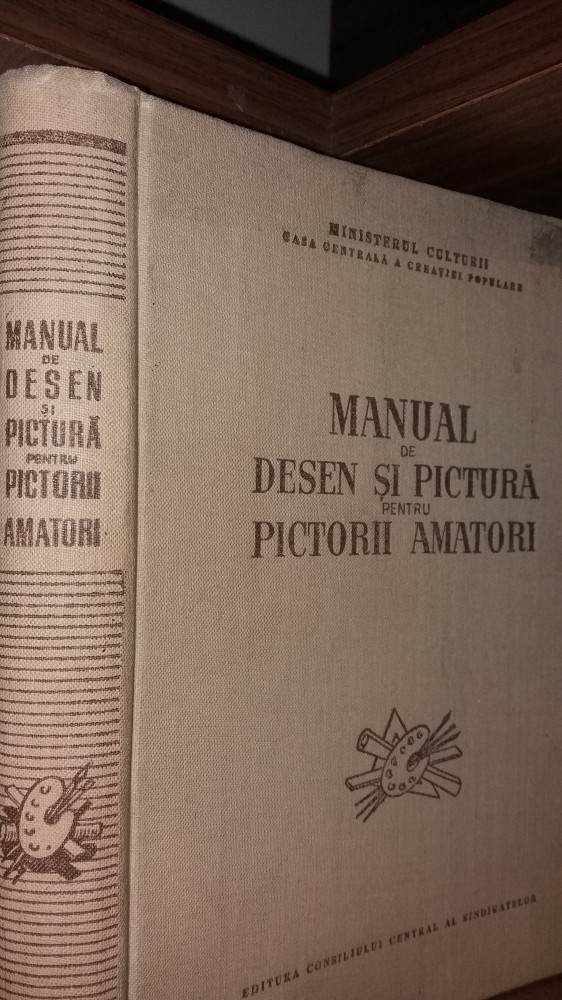 MANUAL
DE
DESEN
ȘI
PICTURĂ
PENTRU
PICTORII
AMATORI
MINISTERUL CULTURII
CASA CENTRALĂ A CREAȚIEI POPULARE
MANUAL
DE
DESEN ȘI PICTURĂ
PENTRU
PICTORII AMATORI
EDITURA CONSILIULUI CENTRAL AL SINDICATELOR